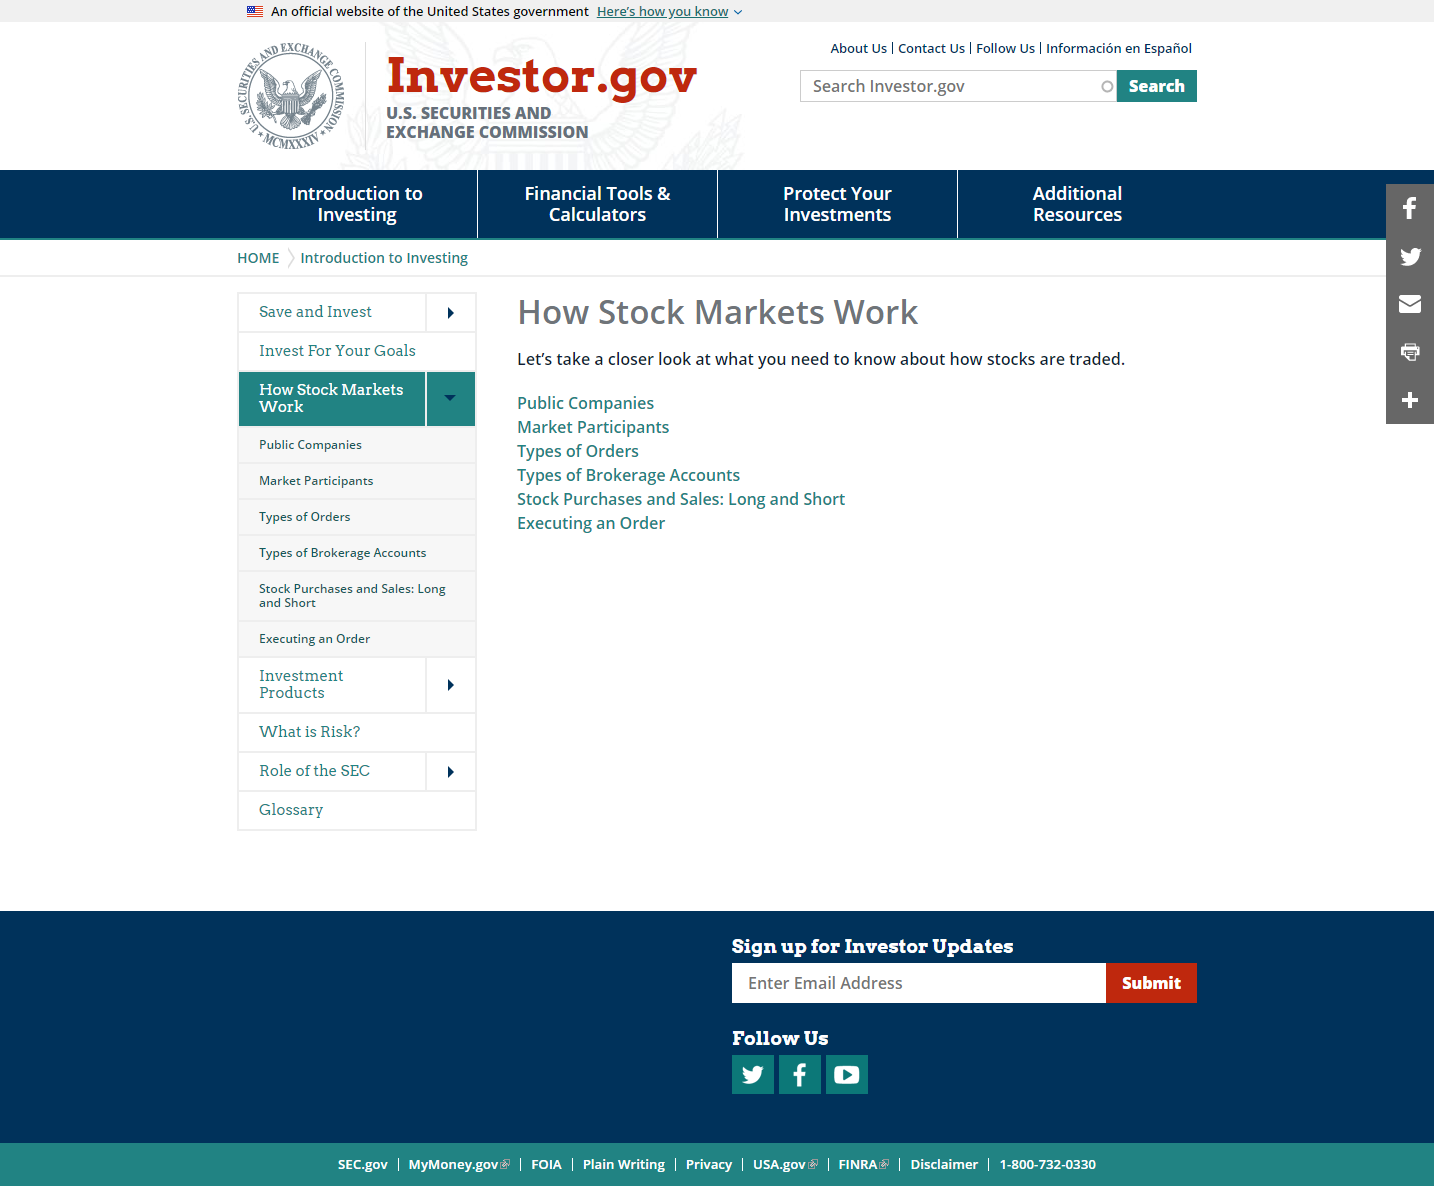 An official website of the United States government Here's how you know
About Us | Contact Us | Follow Us | Información en Español
SECURITIES AND EXCHANGE COMMISSION
U.S.
MCMXXXIV
Investor.gov
U.S. SECURITIES AND
EXCHANGE COMMISSION
Search Investor.gov
Search
Introduction to
Investing
Financial Tools &
Calculators
Protect Your
Investments
Additional
Resources
HOME
Introduction to Investing
Save and Invest
Invest For Your Goals
How Stock Markets
Work
Public Companies
Market Participants
Types of Orders
Types of Brokerage Accounts
Stock Purchases and Sales: Long
and Short
Executing an Order
Investment
Products
What is Risk?
Role of the SEC
Glossary
How Stock Markets Work
Let’s take a closer look at what you need to know about how stocks are traded.
Public Companies
Market Participants
Types of Orders
Types of Brokerage Accounts
Stock Purchases and Sales: Long and Short
Executing an Order
Sign up for Investor Updates
Enter Email Address
Submit
Follow Us
SEC.gov | MyMoney.gov | FOIA | Plain Writing | Privacy | USA.gov | FINRA | Disclaimer | 1-800-732-0330